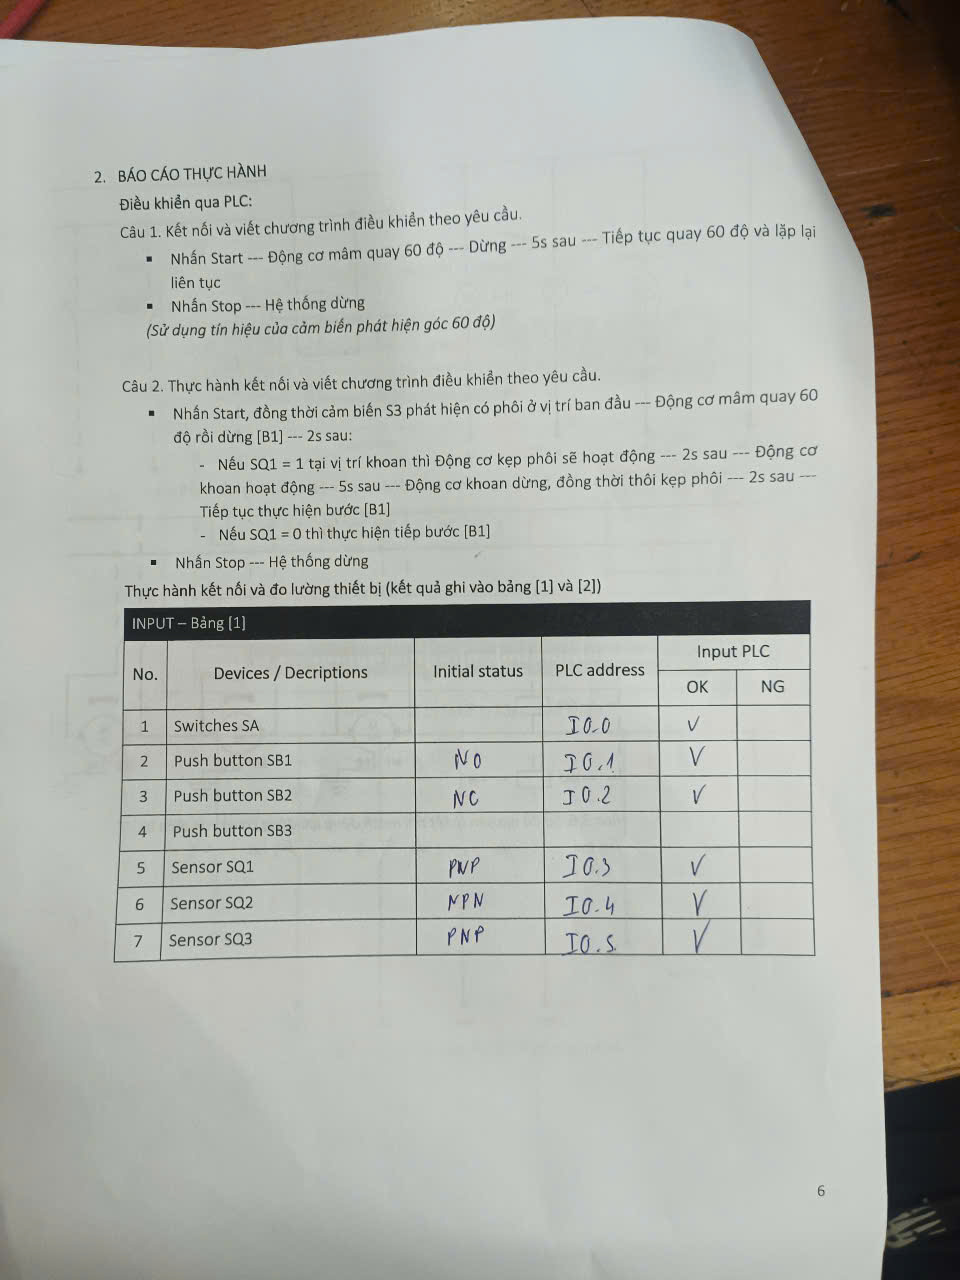 2. BÁO CÁO THỰC HÀNH
Điều khiển qua PLC:
Câu 1. Kết nối và viết chương trình điều khiển theo yêu cầu.
▪ Nhấn Start --- Động cơ mâm quay 60 độ --- Dừng --- 5s sau --- Tiếp tục quay 60 độ và lặp lại
liên tục
▪ Nhấn Stop --- Hệ thống dừng
(Sử dụng tín hiệu của cảm biến phát hiện góc 60 độ)
Câu 2. Thực hành kết nối và viết chương trình điều khiển theo yêu cầu.
▪ Nhấn Start, đồng thời cảm biến S3 phát hiện có phôi ở vị trí ban đầu --- Động cơ mâm quay 60
độ rồi dừng [B1] --- 2s sau:
- Nếu SQ1 = 1 tại vị trí khoan thì Động cơ kẹp phôi sẽ hoạt động --- 2s sau --- Động cơ
khoan hoạt động --- 5s sau --- Động cơ khoan dừng, đồng thời thôi kẹp phôi --- 2s sau ---
Tiếp tục thực hiện bước [B1]
- Nếu SQ1 = 0 thì thực hiện tiếp bước [B1]
▪ Nhấn Stop --- Hệ thống dừng
Thực hành kết nối và đo lường thiết bị (kết quả ghi vào bảng [1] và [2])
INPUT – Bảng [1]
No. Devices / Decriptions Initial status PLC address Input PLC
OK NG
1 Switches SA I0.0 V
2 Push button SB1 NO I0.1 V
3 Push button SB2 NC I0.2 V
4 Push button SB3
5 Sensor SQ1 PNP I0.3 V
6 Sensor SQ2 NPN I0.4 V
7 Sensor SQ3 PNP I0.5 V
6